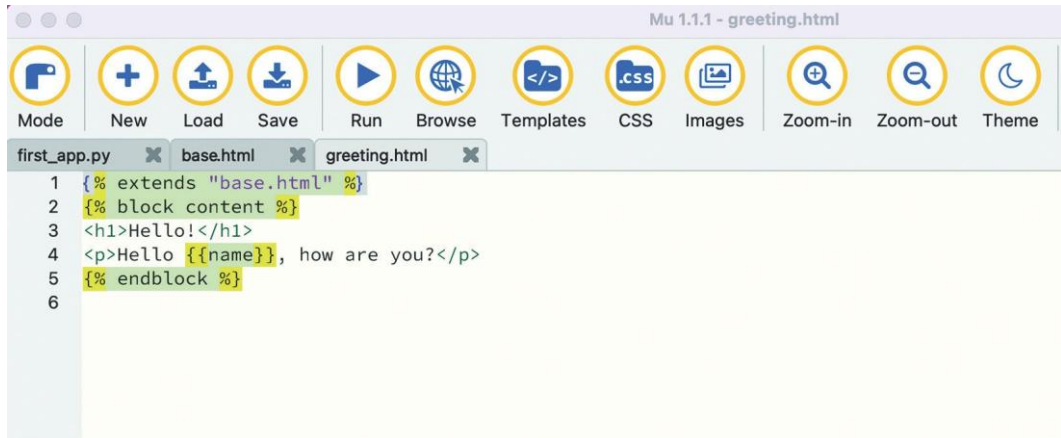 Mu 1.1.1 - greeting.html
</>
.css
Mode New Load Save Run Browse Templates CSS Images Zoom-in Zoom-out Theme
first_app.py base.html greeting.html
1 {% extends "base.html" %}
2 {% block content %}
3 <h1>Hello!</h1>
4 <p>Hello {{name}}, how are you?</p>
5 {% endblock %}
6